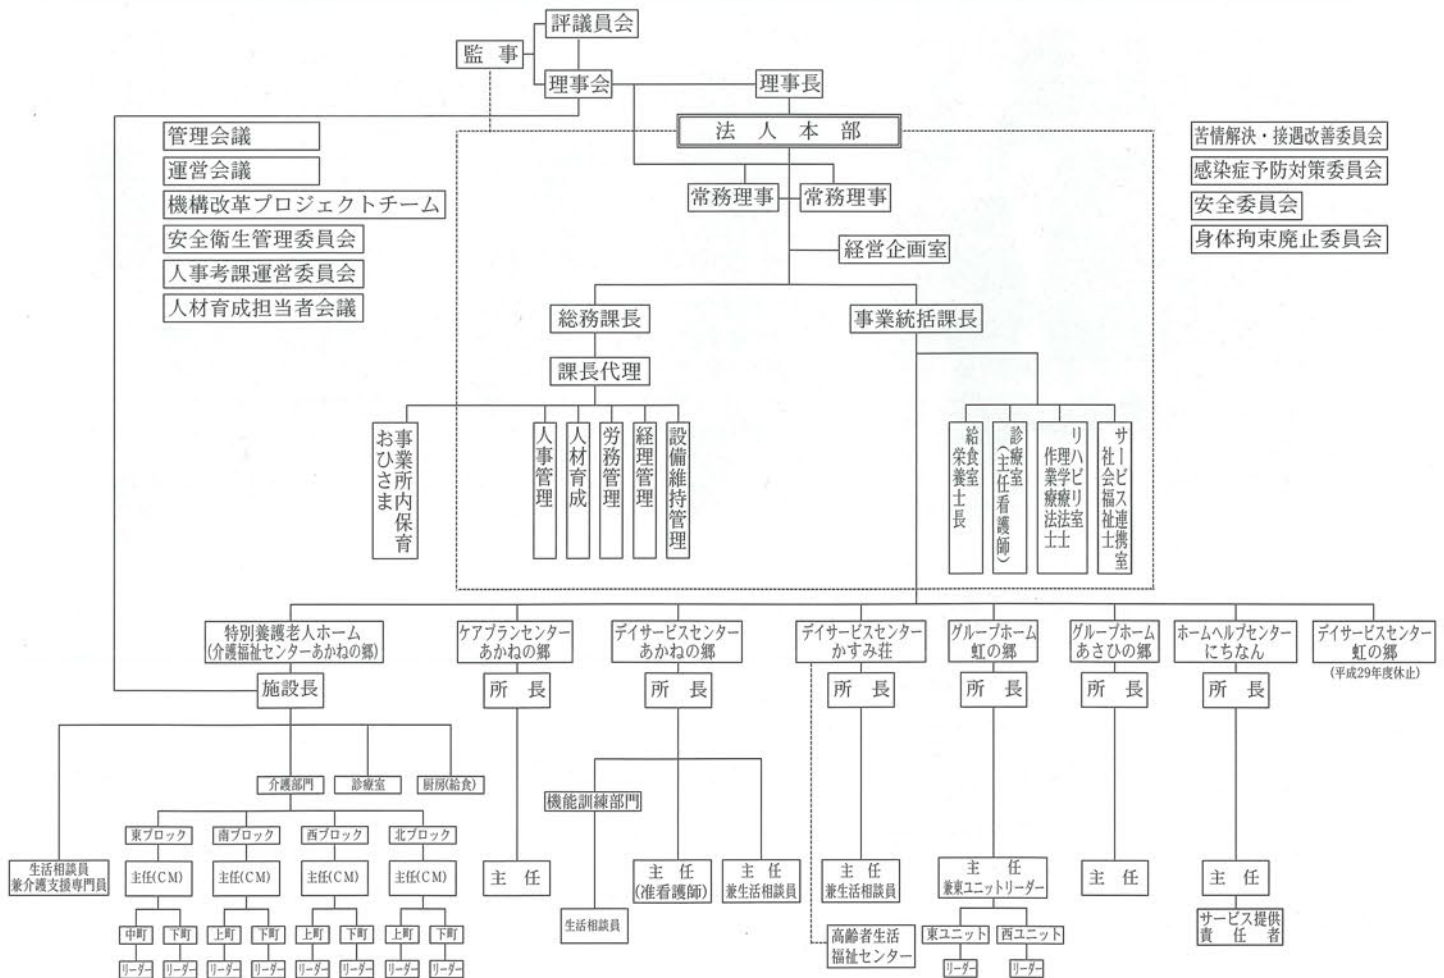 評議員会
監事
理事会
理事長
法人本部
管理会議
運営会議
機構改革プロジェクトチーム
安全衛生管理委員会
人事考課運営委員会
人材育成担当者会議
苦情解決・接遇改善委員会
感染症予防対策委員会
安全委員会
身体拘束廃止委員会
常務理事
常務理事
経営企画室
総務課長
事業統括課長
課長代理
事業所内保育
おひさま
人事管理
人材育成
労務管理
経理管理
設備維持管理
給食室
栄養士長
診療室
(主任看護師)
リハビリ室
理学療法士
作業療法士
サービス連携室
社会福祉士
特別養護老人ホーム
(介護福祉センターあかねの郷)
ケアプランセンター
あかねの郷
デイサービスセンター
あかねの郷
デイサービスセンター
かすみ荘
グループホーム
虹の郷
グループホーム
あさひの郷
ホームヘルプセンター
にちなん
デイサービスセンター
虹の郷
(平成29年度休止)
施設長
所長
所長
所長
所長
所長
所長
介護部門
診療室
厨房(給食)
機能訓練部門
東ブロック
南ブロック
西ブロック
北ブロック
生活相談員
兼介護支援専門員
主任(CM)
主任(CM)
主任(CM)
主任(CM)
主任
主任
(准看護師)
主任
兼生活相談員
主任
兼生活相談員
主任
兼東ユニットリーダー
主任
主任
生活相談員
サービス提供
責任者
中町
下町
上町
下町
上町
下町
上町
下町
高齢者生活
福祉センター
東ユニット
西ユニット
リーダー
リーダー
リーダー
リーダー
リーダー
リーダー
リーダー
リーダー
リーダー
リーダー